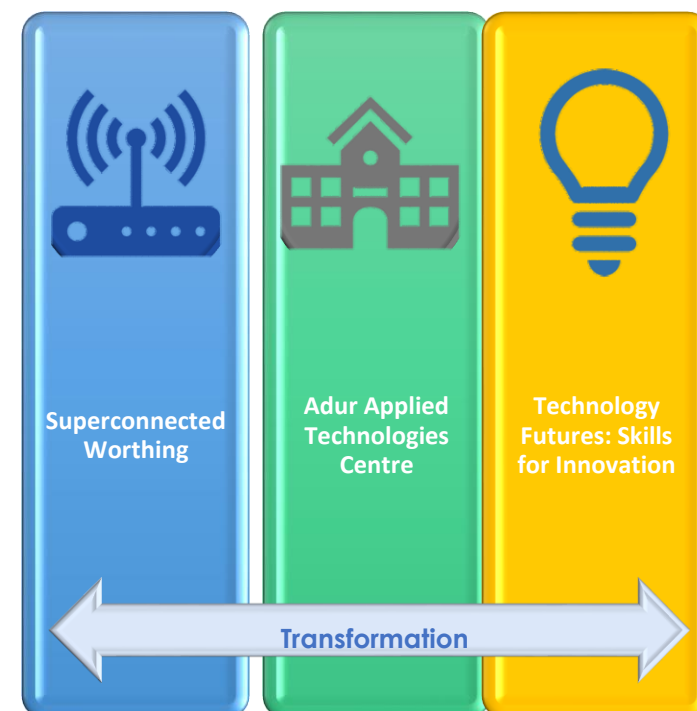 Superconnected
Worthing
Adur Applied
Technologies
Centre
Technology
Futures: Skills
for Innovation
Transformation